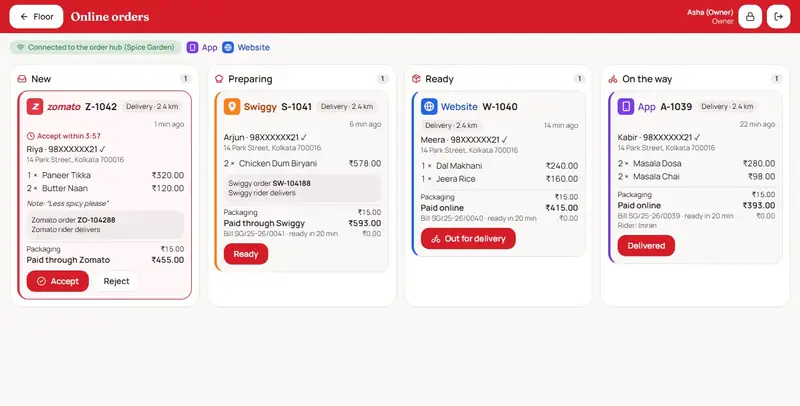 Floor
Online orders
Asha (Owner)
Owner
Connected to the order hub (Spice Garden)
App
Website
New 1
zomato Z-1042 Delivery · 2.4 km
1 min ago
Accept within 3:57
Riya · 98XXXXXX21 ✓
14 Park Street, Kolkata 700016
1 × Paneer Tikka ₹320.00
2 × Butter Naan ₹120.00
Note: “Less spicy please”
Zomato order ZO-104288
Zomato rider delivers
Packaging ₹15.00
Paid through Zomato ₹455.00
Accept
Reject
Preparing 1
Swiggy S-1041 Delivery · 2.4 km
6 min ago
Arjun · 98XXXXXX21 ✓
14 Park Street, Kolkata 700016
2 × Chicken Dum Biryani ₹578.00
Swiggy order SW-104188
Swiggy rider delivers
Packaging ₹15.00
Paid through Swiggy ₹593.00
Bill SG/25-26/0041 · ready in 20 min ₹0.00
Ready
Ready 1
Website W-1040
Delivery · 2.4 km 14 min ago
Meera · 98XXXXXX21 ✓
14 Park Street, Kolkata 700016
1 × Dal Makhani ₹240.00
1 × Jeera Rice ₹160.00
Packaging ₹15.00
Paid online ₹415.00
Bill SG/25-26/0040 · ready in 20 min ₹0.00
Out for delivery
On the way 1
App A-1039 Delivery · 2.4 km
22 min ago
Kabir · 98XXXXXX21 ✓
14 Park Street, Kolkata 700016
2 × Masala Dosa ₹280.00
2 × Masala Chai ₹98.00
Packaging ₹15.00
Paid online ₹393.00
Bill SG/25-26/0039 · ready in 20 min ₹0.00
Rider: Imran
Delivered